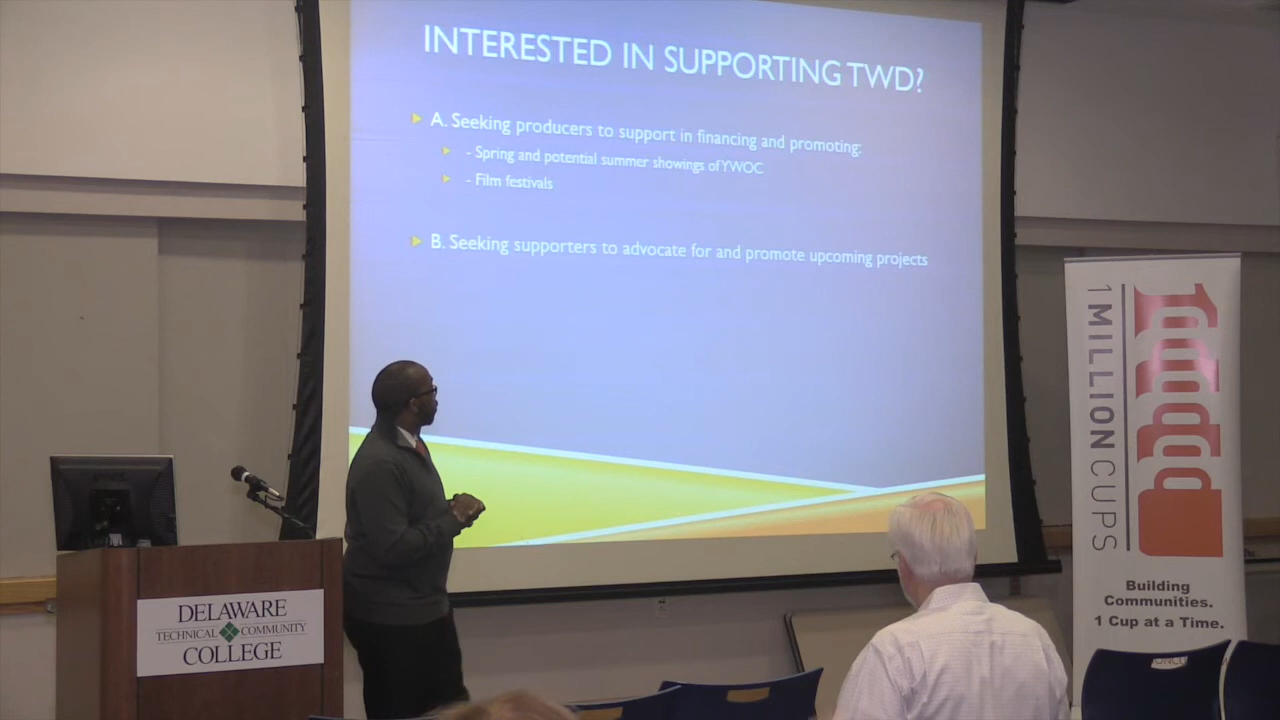 INTERESTED IN SUPPORTING TWD?
A. Seeking producers to support in financing and promoting:
- Spring and potential summer showings of YWOC
- Film festivals
B. Seeking supporters to advocate for and promote upcoming projects
DELAWARE
TECHNICAL COMMUNITY
COLLEGE
1 MILLION CUPS
Building
Communities.
1 Cup at a Time.